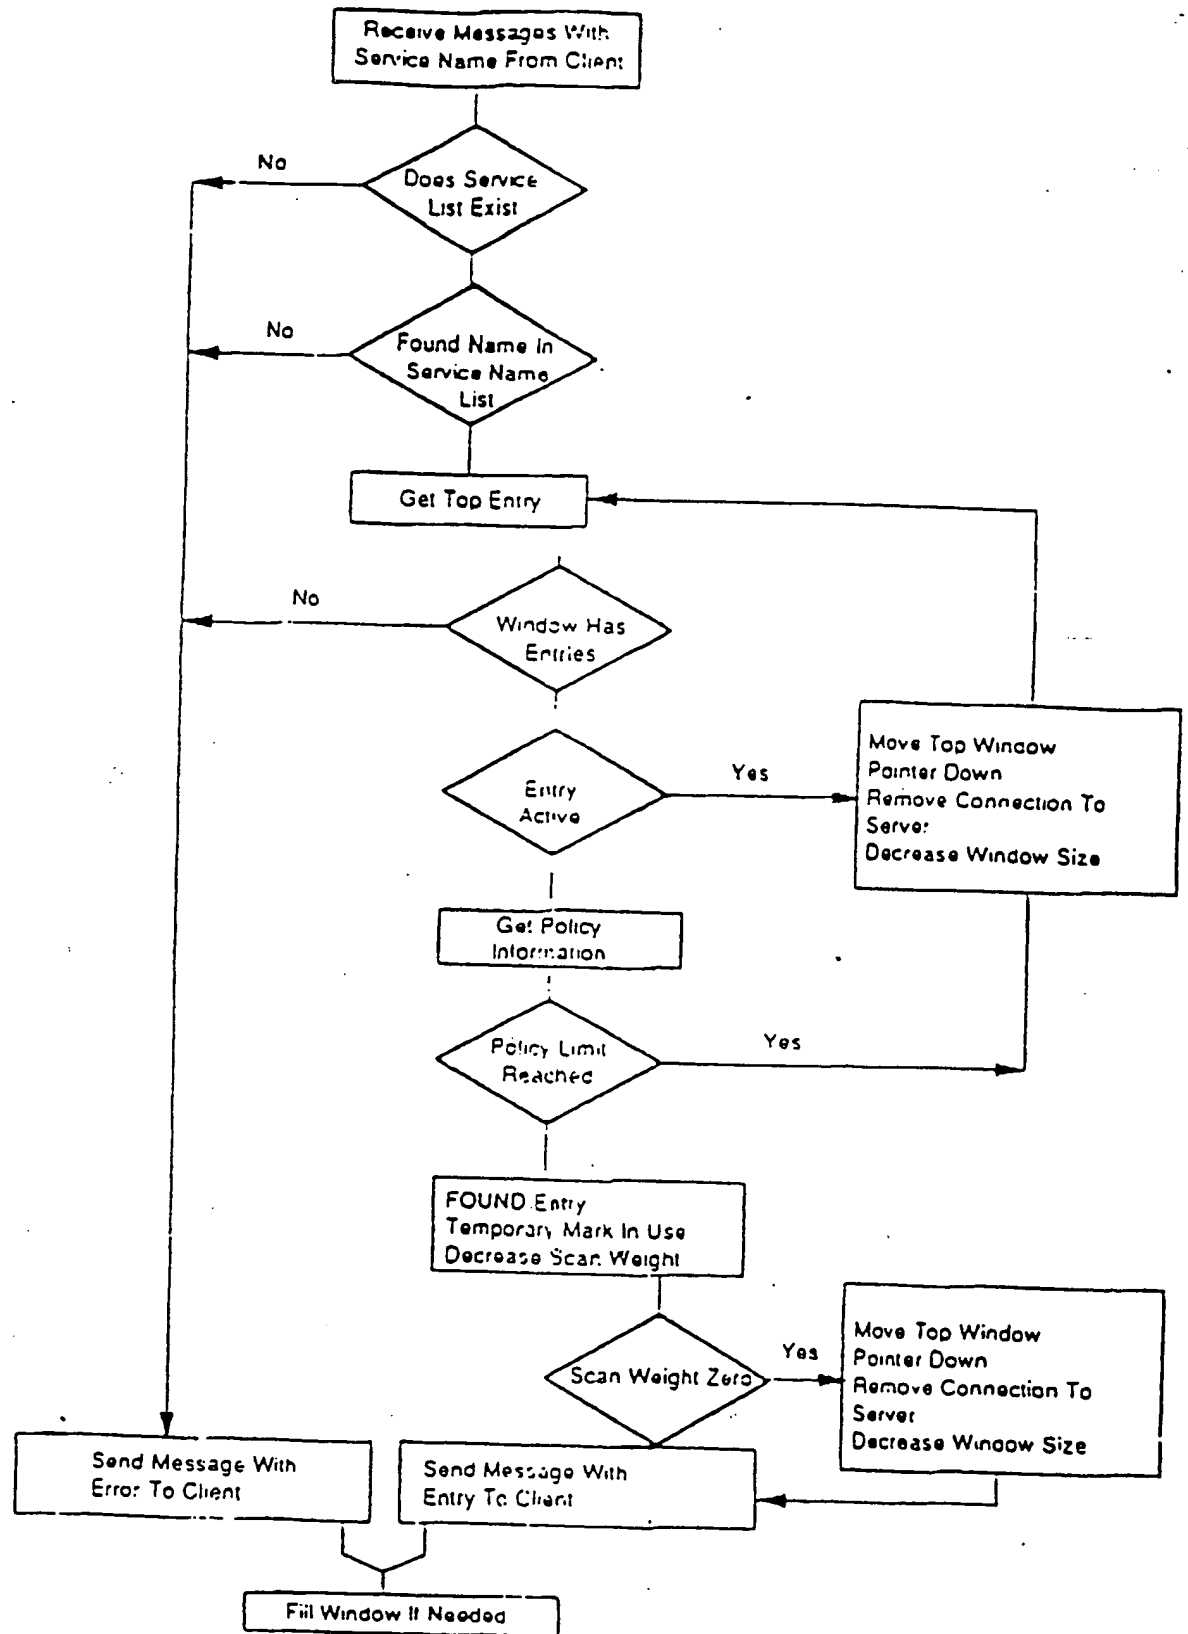 Receive Messages With
Service Name From Client
No
Does Service
List Exist
No
Found Name In
Service Name
List
Get Top Entry
No
Window Has
Entries
Move Top Window
Pointer Down
Remove Connection To
Server
Decrease Window Size
Yes
Entry
Active
Get Policy
Information
Policy Limit
Reached
Yes
FOUND Entry
Temporary Mark In Use
Decrease Scan Weight
Scan Weight Zero
Yes
Move Top Window
Pointer Down
Remove Connection To
Server
Decrease Window Size
Send Message With
Error To Client
Send Message With
Entry To Client
Fill Window If Needed